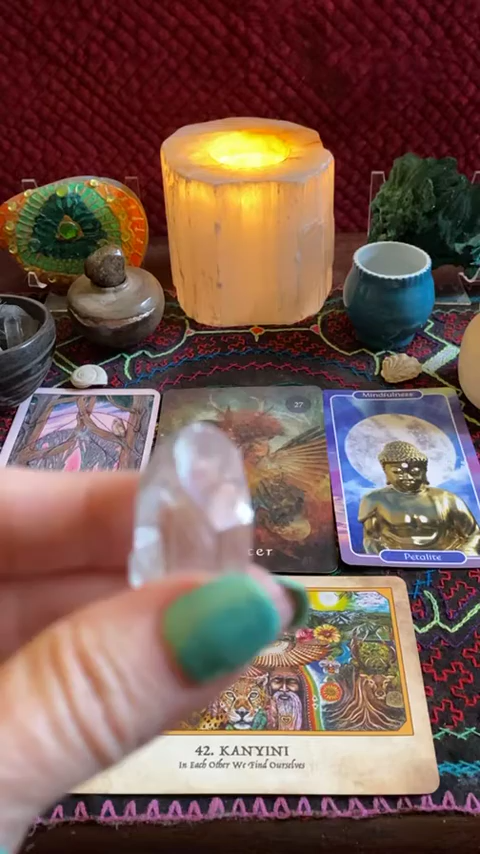 37
Mindfulness
Petalite
42. KANYINI
In Each Other We Find Ourselves